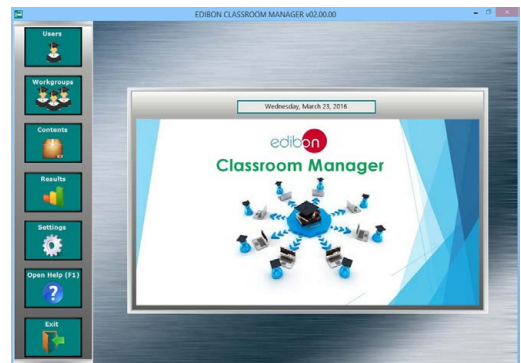 EDIBON CLASSROOM MANAGER v02.00.00
Users
Workgroups
Contents
Results
Settings
Open Help (F1)
?
Exit
Wednesday, March 23, 2016
edibon
Classroom Manager